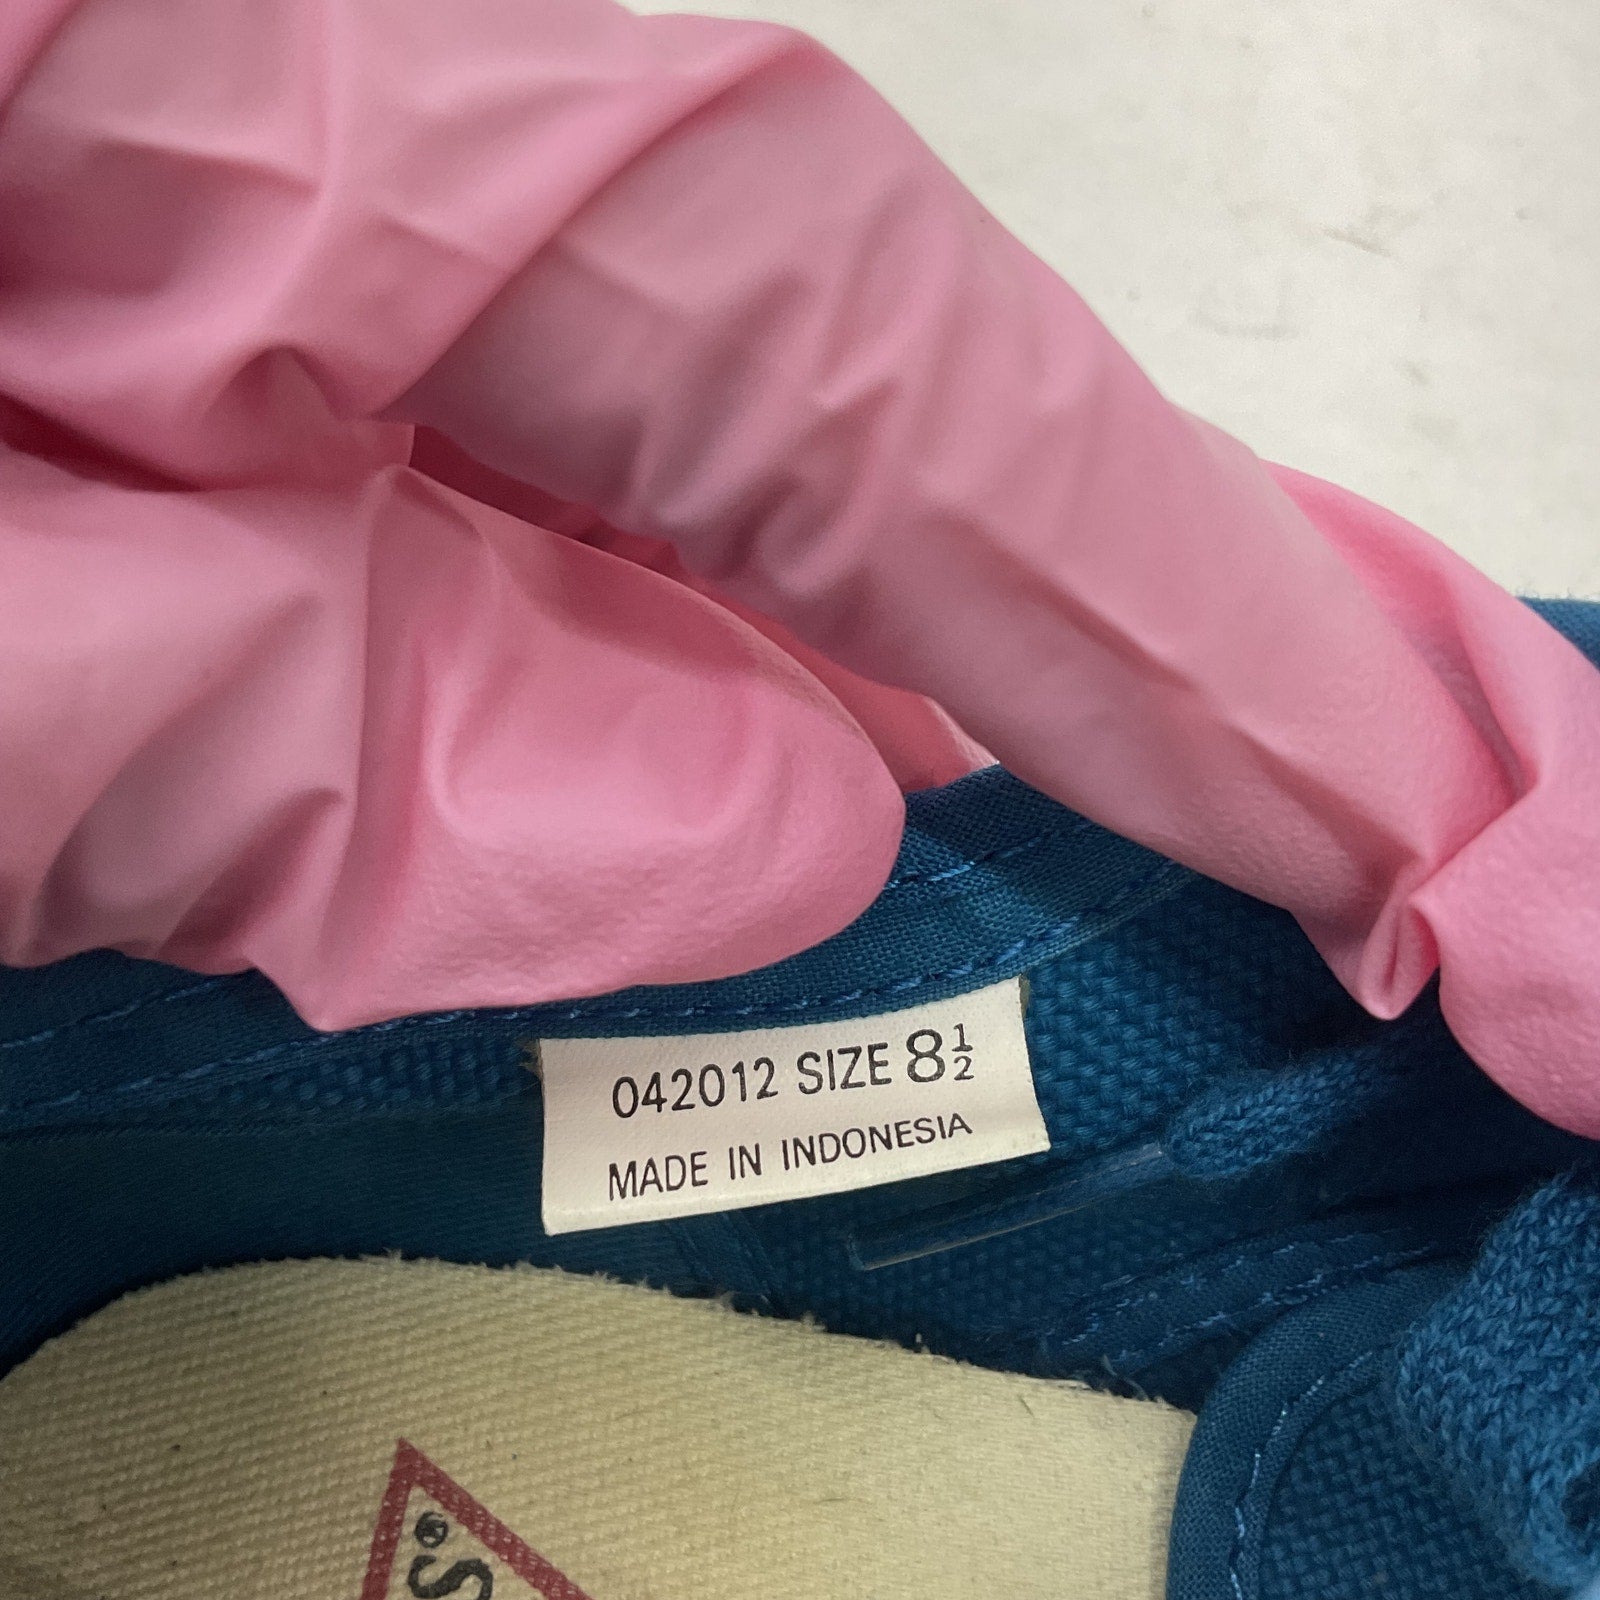 042012 SIZE 8½
MADE IN INDONESIA
®
S